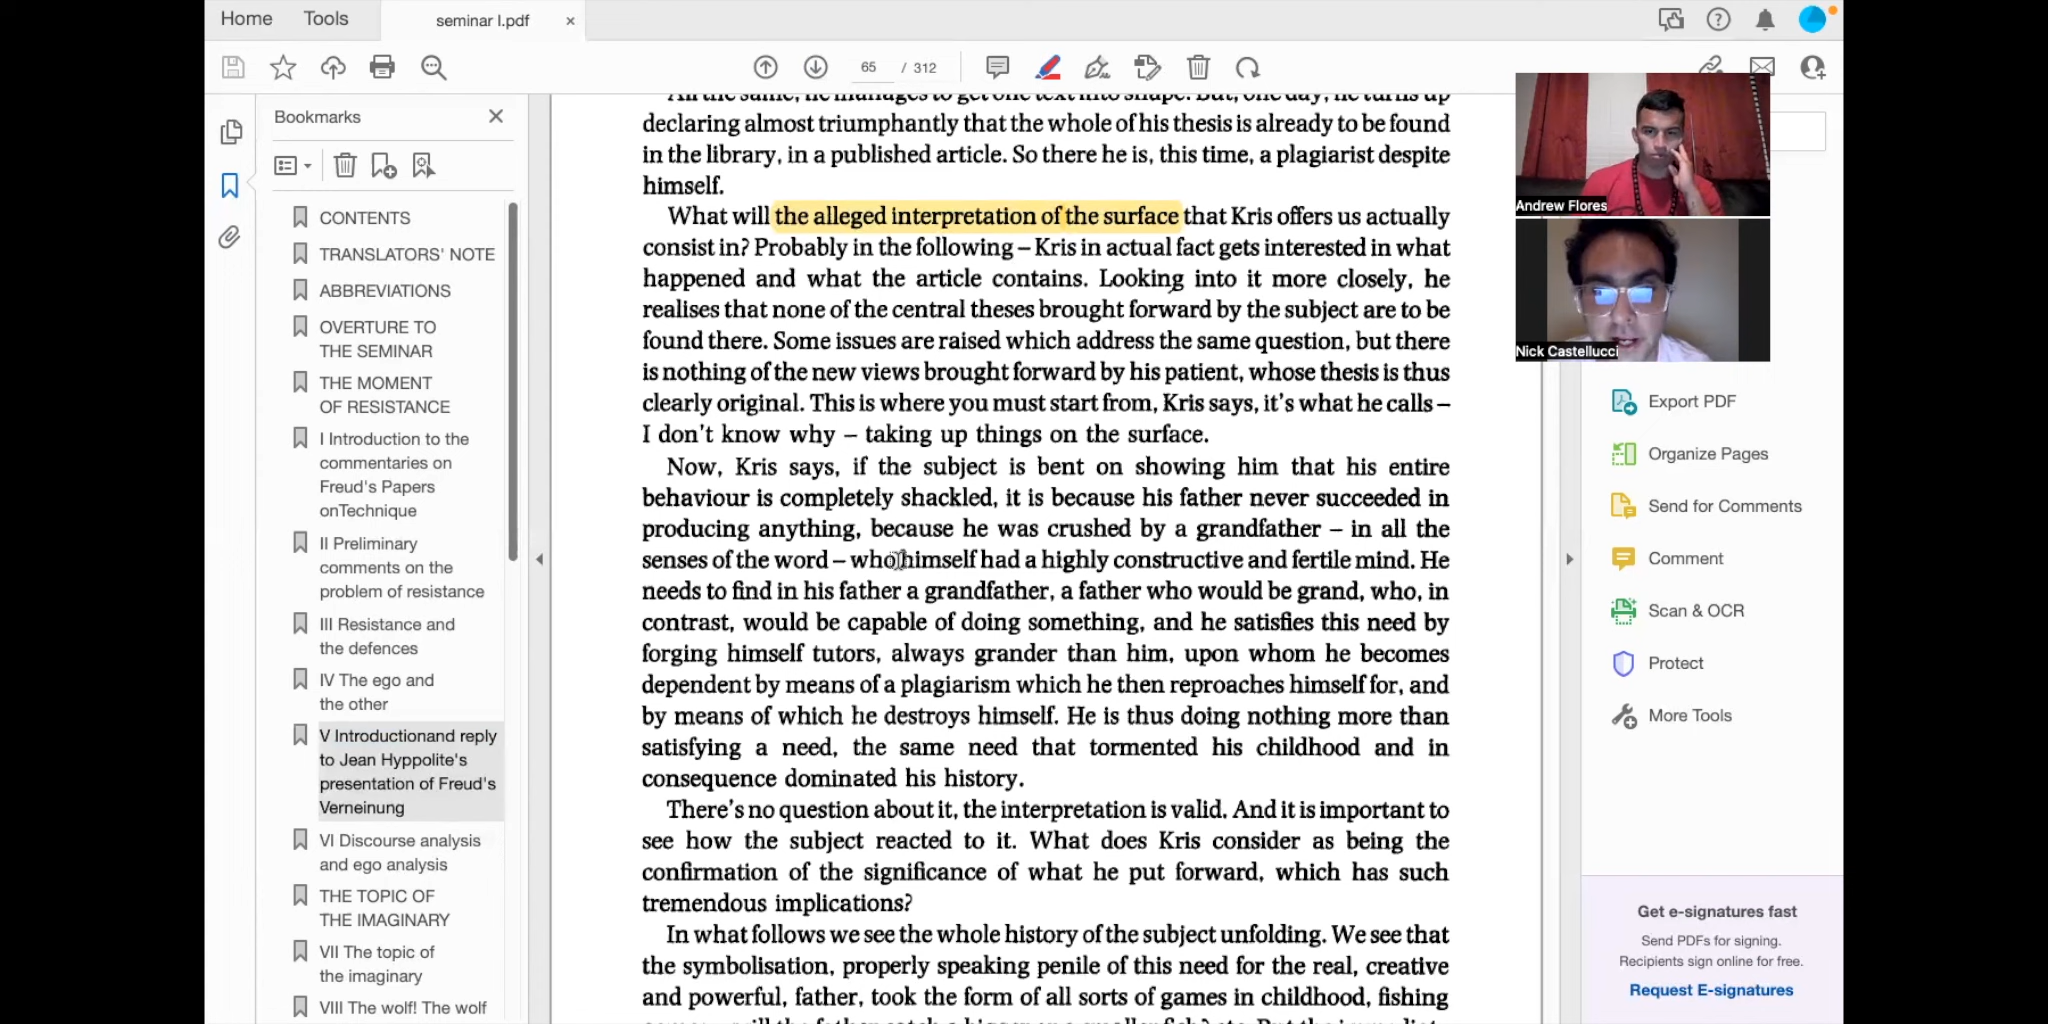 Home
Tools
seminar I.pdf
65 / 312
Bookmarks
CONTENTS
TRANSLATORS' NOTE
ABBREVIATIONS
OVERTURE TO
THE SEMINAR
THE MOMENT
OF RESISTANCE
I Introduction to the
commentaries on
Freud's Papers
onTechnique
II Preliminary
comments on the
problem of resistance
III Resistance and
the defences
IV The ego and
the other
V Introductionand reply
to Jean Hyppolite's
presentation of Freud's
Verneinung
VI Discourse analysis
and ego analysis
THE TOPIC OF
THE IMAGINARY
VII The topic of
the imaginary
VIII The wolf! The wolf
All the same, he manages to get one text into shape. But, one day, he turns up
declaring almost triumphantly that the whole of his thesis is already to be found
in the library, in a published article. So there he is, this time, a plagiarist despite
himself.
What will the alleged interpretation of the surface that Kris offers us actually
consist in? Probably in the following – Kris in actual fact gets interested in what
happened and what the article contains. Looking into it more closely, he
realises that none of the central theses brought forward by the subject are to be
found there. Some issues are raised which address the same question, but there
is nothing of the new views brought forward by his patient, whose thesis is thus
clearly original. This is where you must start from, Kris says, it's what he calls –
I don't know why – taking up things on the surface.
Now, Kris says, if the subject is bent on showing him that his entire
behaviour is completely shackled, it is because his father never succeeded in
producing anything, because he was crushed by a grandfather – in all the
senses of the word – who himself had a highly constructive and fertile mind. He
needs to find in his father a grandfather, a father who would be grand, who, in
contrast, would be capable of doing something, and he satisfies this need by
forging himself tutors, always grander than him, upon whom he becomes
dependent by means of a plagiarism which he then reproaches himself for, and
by means of which he destroys himself. He is thus doing nothing more than
satisfying a need, the same need that tormented his childhood and in
consequence dominated his history.
There's no question about it, the interpretation is valid. And it is important to
see how the subject reacted to it. What does Kris consider as being the
confirmation of the significance of what he put forward, which has such
tremendous implications?
In what follows we see the whole history of the subject unfolding. We see that
the symbolisation, properly speaking penile of this need for the real, creative
and powerful, father, took the form of all sorts of games in childhood, fishing
Andrew Flores
Nick Castellucci
Export PDF
Organize Pages
Send for Comments
Comment
Scan & OCR
Protect
More Tools
Get e-signatures fast
Send PDFs for signing.
Recipients sign online for free.
Request E-signatures